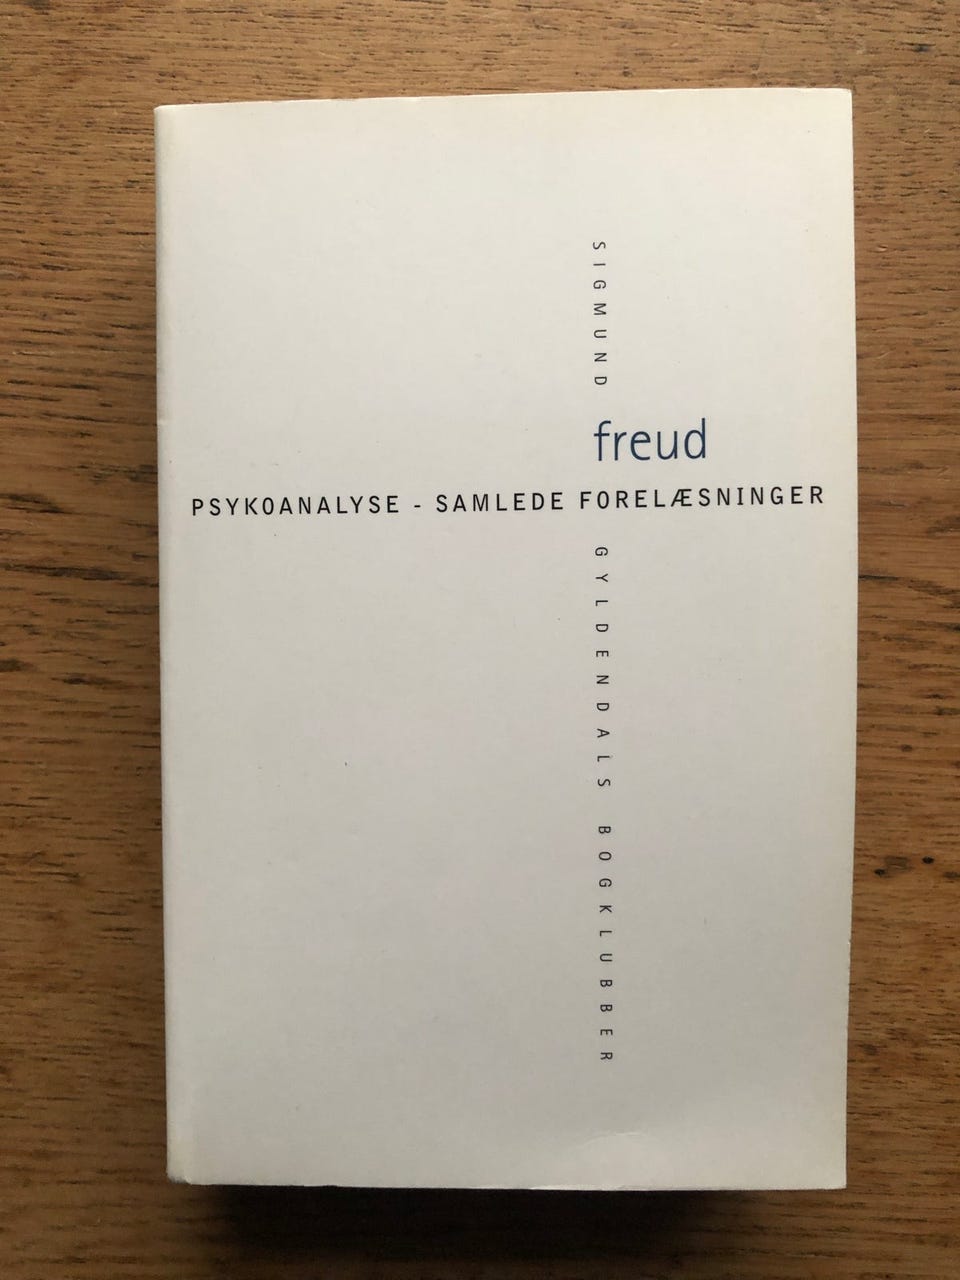 SIGMUND
freud
PSYKOANALYSE - SAMLEDE FORELÆSNINGER
GYLDENDALS BOGKLUBBER